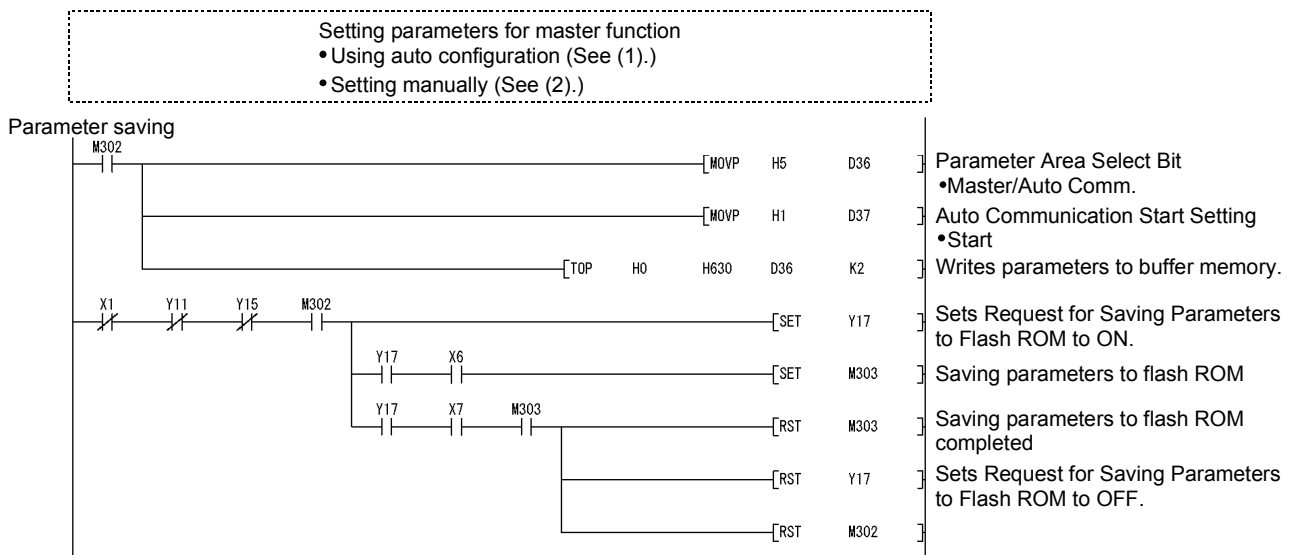 Setting parameters for master function
•Using auto configuration (See (1).)
•Setting manually (See (2).)
Parameter saving
M302
MOVP H5 D36
Parameter Area Select Bit
•Master/Auto Comm.
MOVP H1 D37
Auto Communication Start Setting
•Start
TOP H0 H630 D36 K2
Writes parameters to buffer memory.
X1 Y11 Y15 M302
SET Y17
Sets Request for Saving Parameters
to Flash ROM to ON.
Y17 X6
SET M303
Saving parameters to flash ROM
Y17 X7 M303
RST M303
Saving parameters to flash ROM
completed
RST Y17
Sets Request for Saving Parameters
to Flash ROM to OFF.
RST M302